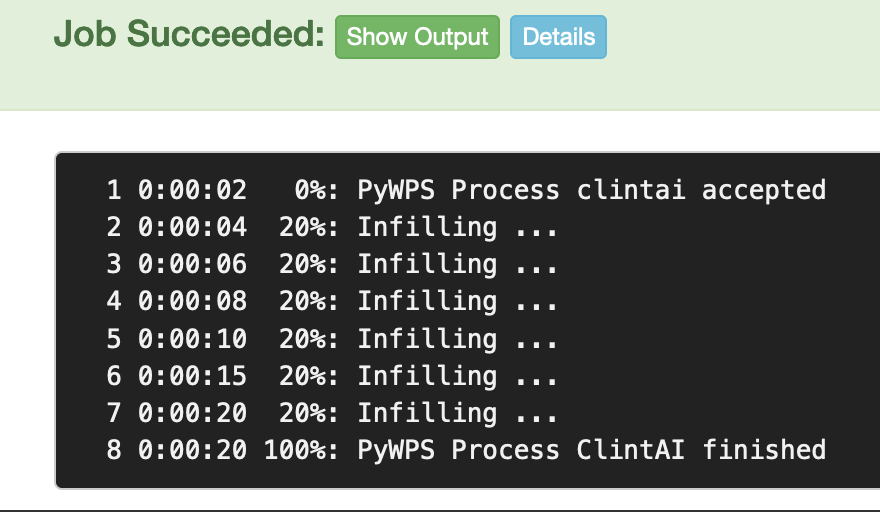 Job Succeeded: Show Output Details
1 0:00:02   0%: PyWPS Process clintai accepted
2 0:00:04  20%: Infilling ...
3 0:00:06  20%: Infilling ...
4 0:00:08  20%: Infilling ...
5 0:00:10  20%: Infilling ...
6 0:00:15  20%: Infilling ...
7 0:00:20  20%: Infilling ...
8 0:00:20 100%: PyWPS Process ClintAI finished